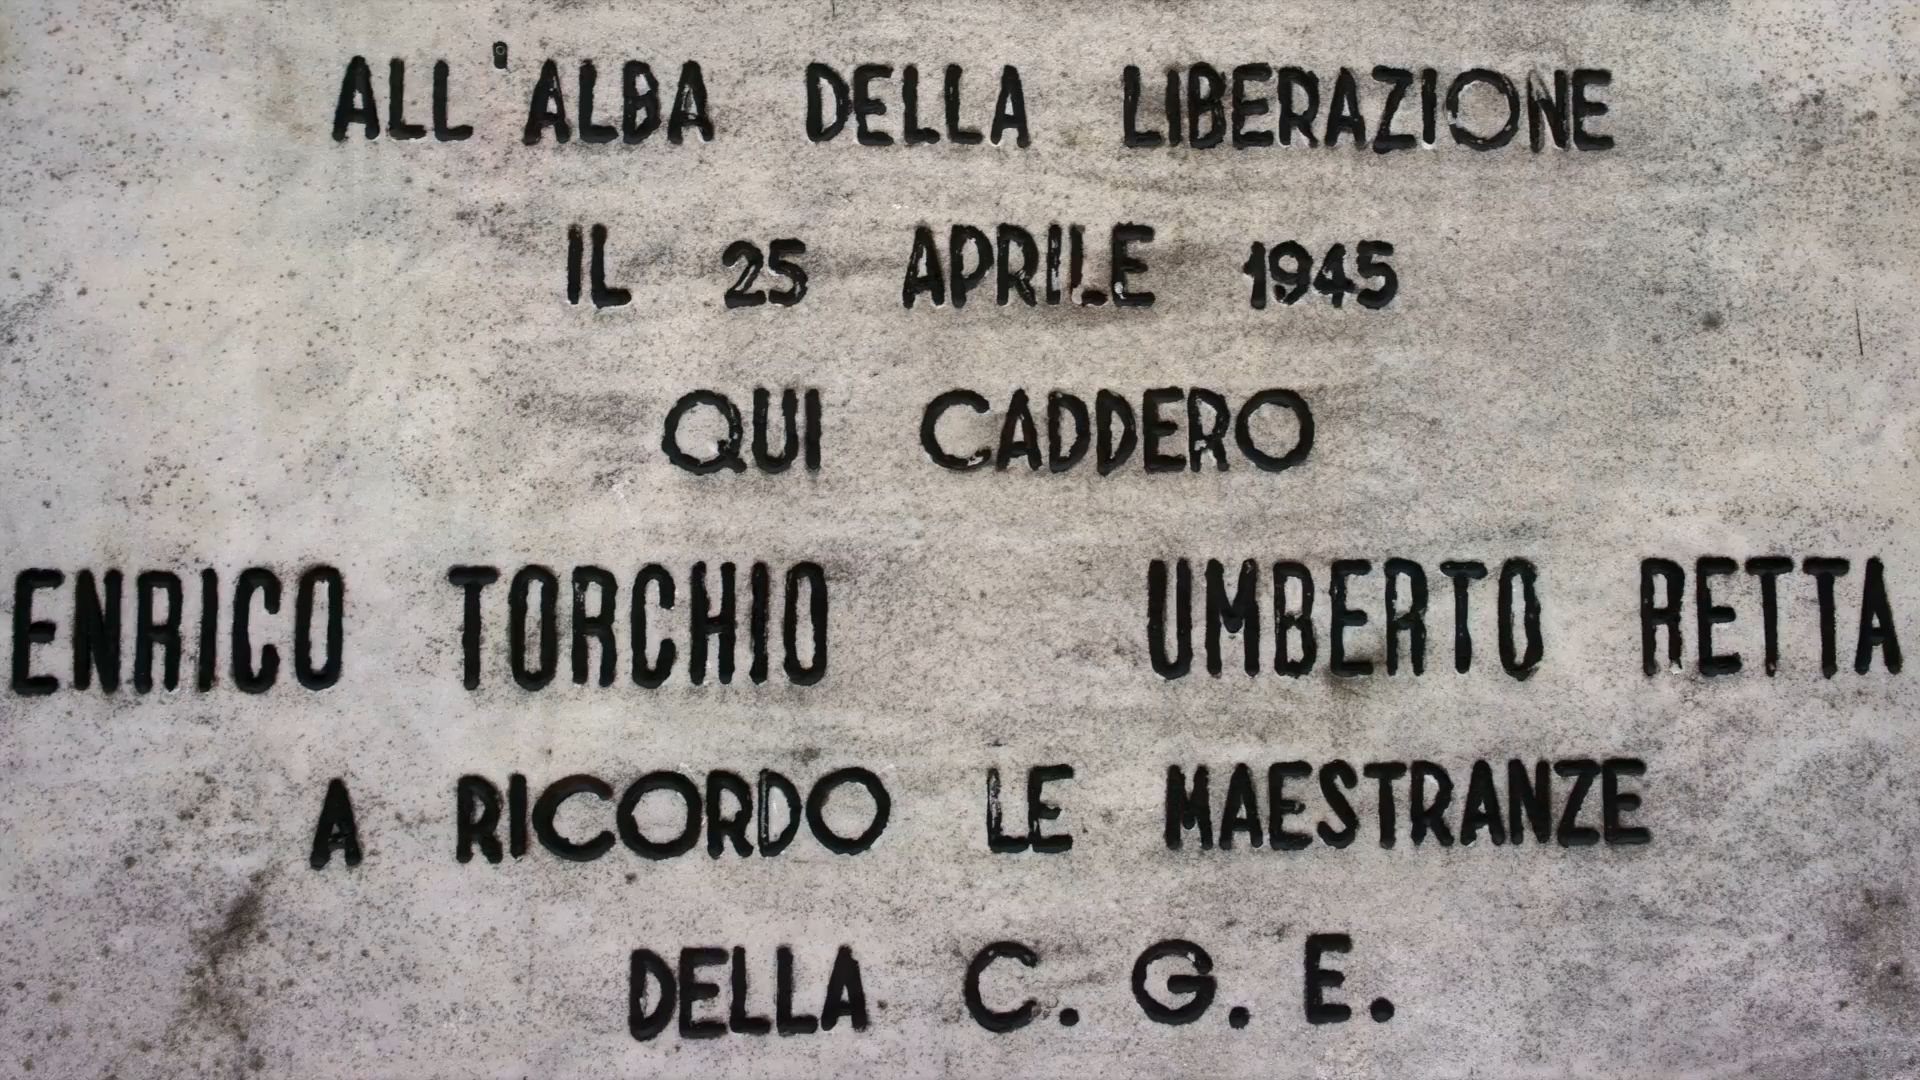 ALL'ALBA DELLA LIBERAZIONE
IL 25 APRILE 1945
QUI CADDERO
ENRICO TORCHIO UMBERTO RETTA
A RICORDO LE MAESTRANZE
DELLA C. G. E.